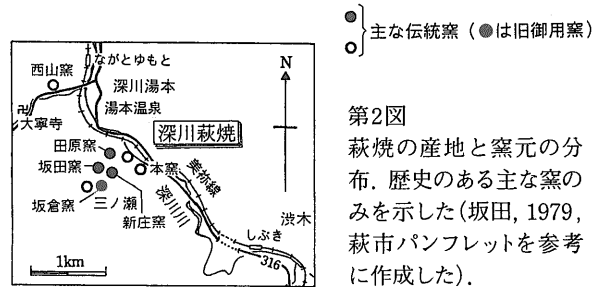 ながとゆもと
西山窯
深川湯本
湯本温泉
大寧寺
深川萩焼
田原窯
坂田窯
本窯
坂倉窯
三ノ瀬
新庄窯
美祢線
深川川
渋木
しぶき
316
1km
N
主な伝統窯(●は旧御用窯)
第2図
萩焼の産地と窯元の分
布.歴史のある主な窯の
みを示した(坂田,1979,
萩市パンフレットを参考
に作成した).